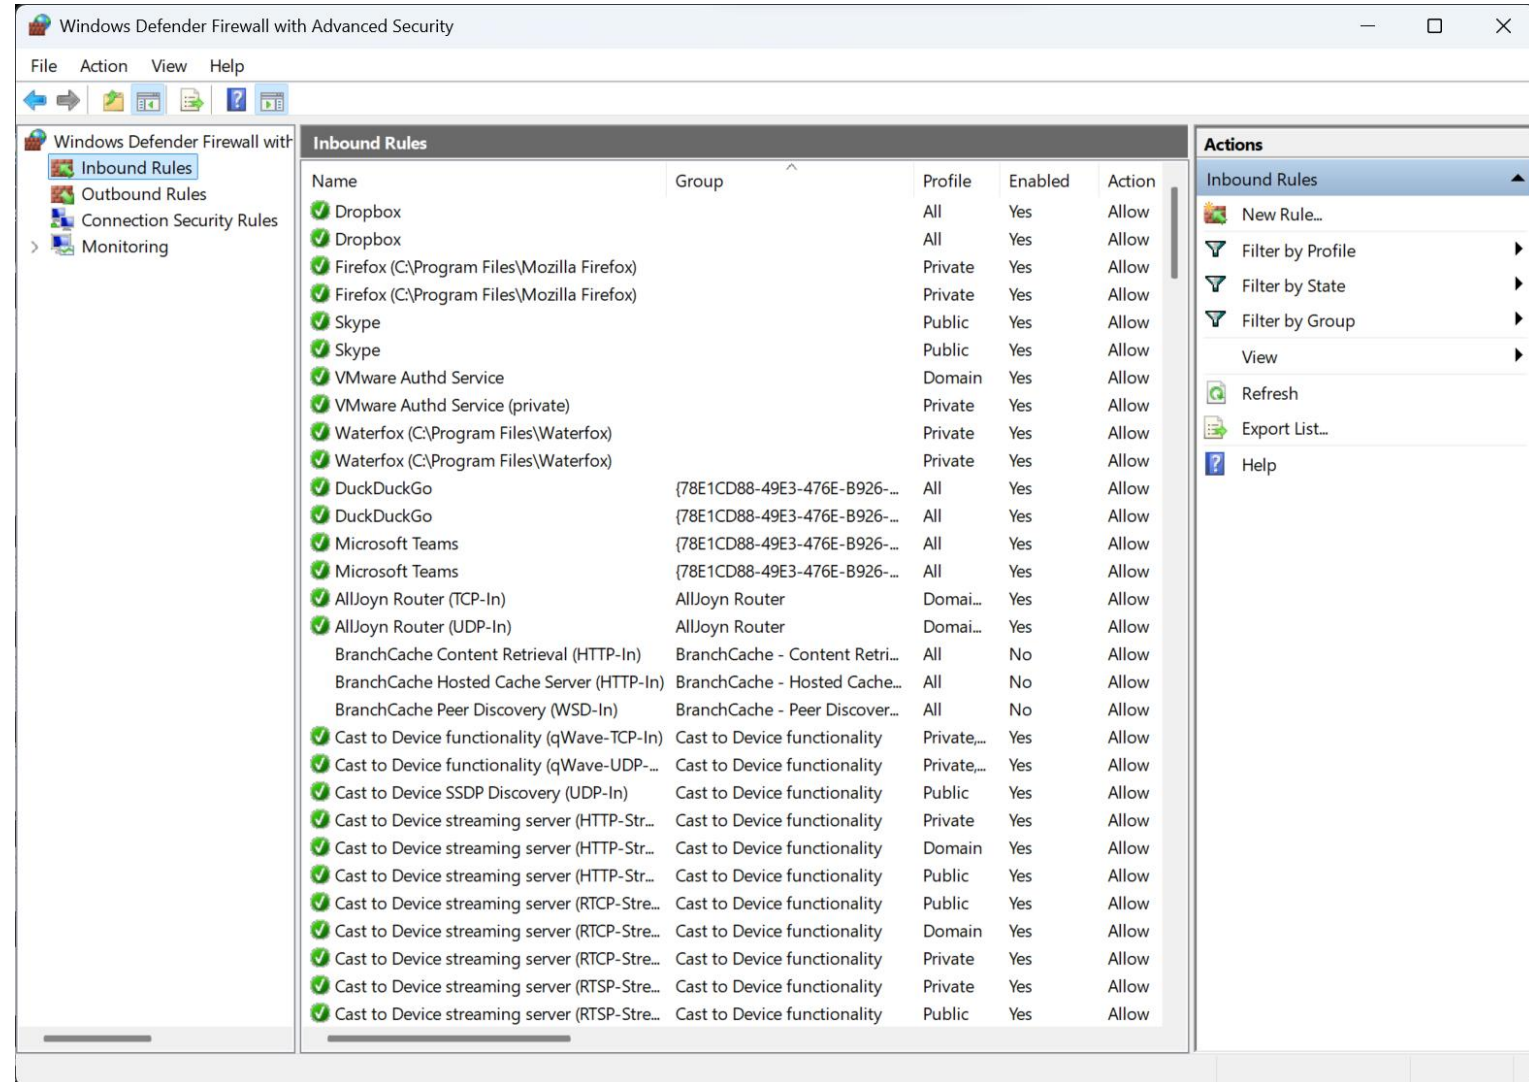 Windows Defender Firewall with Advanced Security
File Action View Help
Windows Defender Firewall with
Inbound Rules
Outbound Rules
Connection Security Rules
Monitoring
Inbound Rules
Name Group Profile Enabled Action
Dropbox All Yes Allow
Dropbox All Yes Allow
Firefox (C:\Program Files\Mozilla Firefox) Private Yes Allow
Firefox (C:\Program Files\Mozilla Firefox) Private Yes Allow
Skype Public Yes Allow
Skype Public Yes Allow
VMware Authd Service Domain Yes Allow
VMware Authd Service (private) Private Yes Allow
Waterfox (C:\Program Files\Waterfox) Private Yes Allow
Waterfox (C:\Program Files\Waterfox) Private Yes Allow
DuckDuckGo {78E1CD88-49E3-476E-B926-... All Yes Allow
DuckDuckGo {78E1CD88-49E3-476E-B926-... All Yes Allow
Microsoft Teams {78E1CD88-49E3-476E-B926-... All Yes Allow
Microsoft Teams {78E1CD88-49E3-476E-B926-... All Yes Allow
AllJoyn Router (TCP-In) AllJoyn Router Domai... Yes Allow
AllJoyn Router (UDP-In) AllJoyn Router Domai... Yes Allow
BranchCache Content Retrieval (HTTP-In) BranchCache - Content Retri... All No Allow
BranchCache Hosted Cache Server (HTTP-In) BranchCache - Hosted Cache... All No Allow
BranchCache Peer Discovery (WSD-In) BranchCache - Peer Discover... All No Allow
Cast to Device functionality (qWave-TCP-In) Cast to Device functionality Private,... Yes Allow
Cast to Device functionality (qWave-UDP-... Cast to Device functionality Private,... Yes Allow
Cast to Device SSDP Discovery (UDP-In) Cast to Device functionality Public Yes Allow
Cast to Device streaming server (HTTP-Str... Cast to Device functionality Private Yes Allow
Cast to Device streaming server (HTTP-Str... Cast to Device functionality Domain Yes Allow
Cast to Device streaming server (HTTP-Str... Cast to Device functionality Public Yes Allow
Cast to Device streaming server (RTCP-Stre... Cast to Device functionality Public Yes Allow
Cast to Device streaming server (RTCP-Stre... Cast to Device functionality Domain Yes Allow
Cast to Device streaming server (RTCP-Stre... Cast to Device functionality Private Yes Allow
Cast to Device streaming server (RTSP-Stre... Cast to Device functionality Private Yes Allow
Cast to Device streaming server (RTSP-Stre... Cast to Device functionality Public Yes Allow
Actions
Inbound Rules
New Rule...
Filter by Profile
Filter by State
Filter by Group
View
Refresh
Export List...
Help